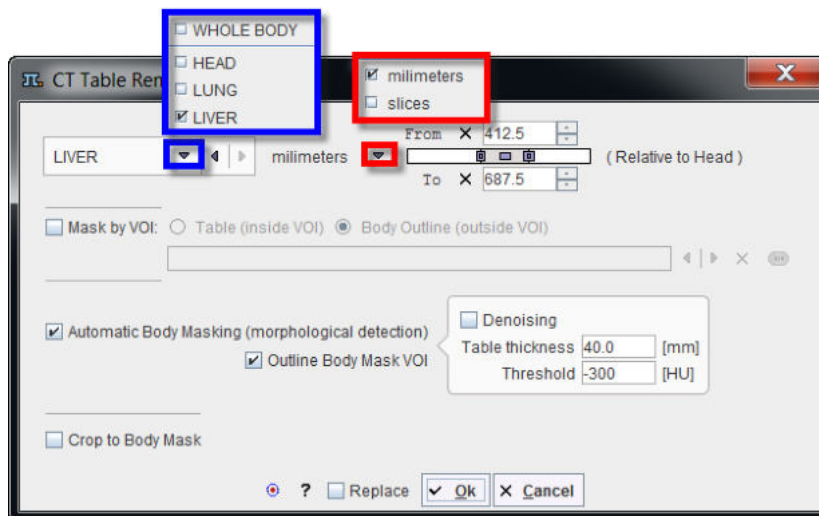 WHOLE BODY
HEAD
LUNG
LIVER
milimeters
slices
CT Table Rem
From 412.5
LIVER milimeters (Relative to Head)
To 687.5
Mask by VOI: Table (inside VOI) Body Outline (outside VOI)
Denoising
Automatic Body Masking (morphological detection)
Table thickness 40.0 [mm]
Outline Body Mask VOI
Threshold -300 [HU]
Crop to Body Mask
? Replace Ok Cancel